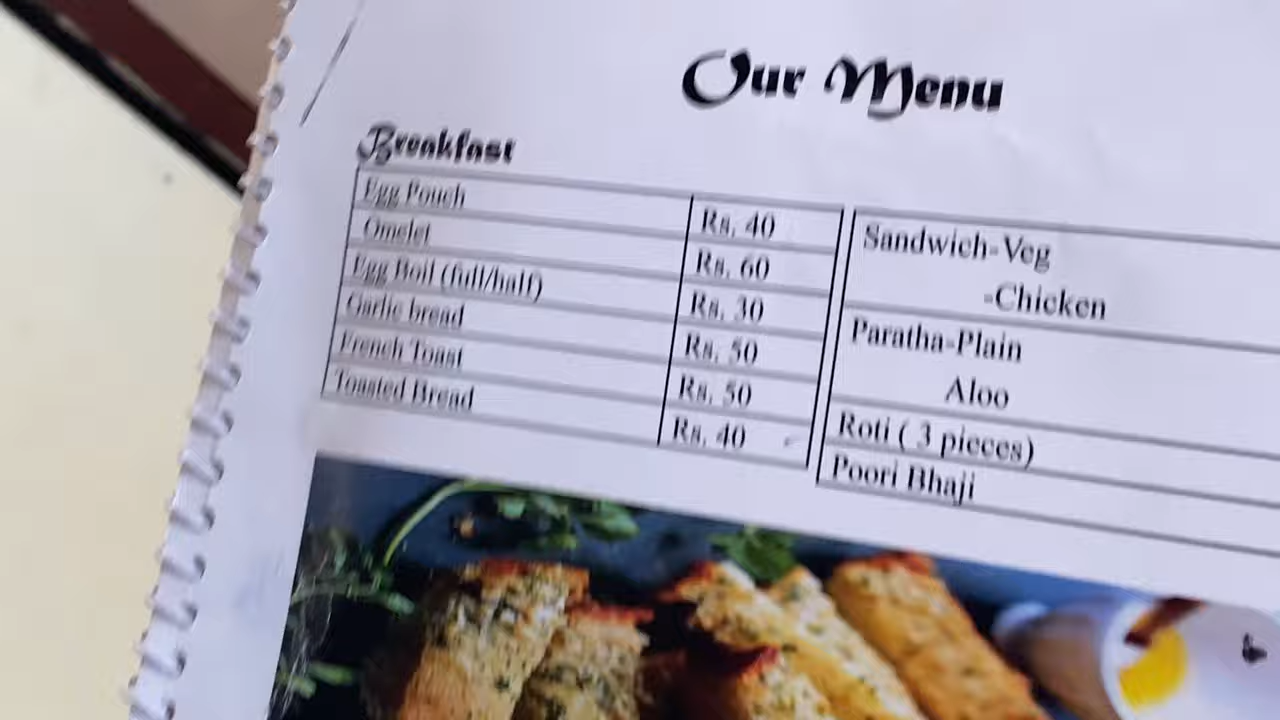 Our Menu
Breakfast
Egg Pouch Rs. 40
Omelet Rs. 60
Egg Boil (full/half) Rs. 30
Garlic bread Rs. 50
French Toast Rs. 50
Toasted Bread Rs. 40
Sandwich-Veg
-Chicken
Paratha-Plain
Aloo
Roti ( 3 pieces)
Poori Bhaji